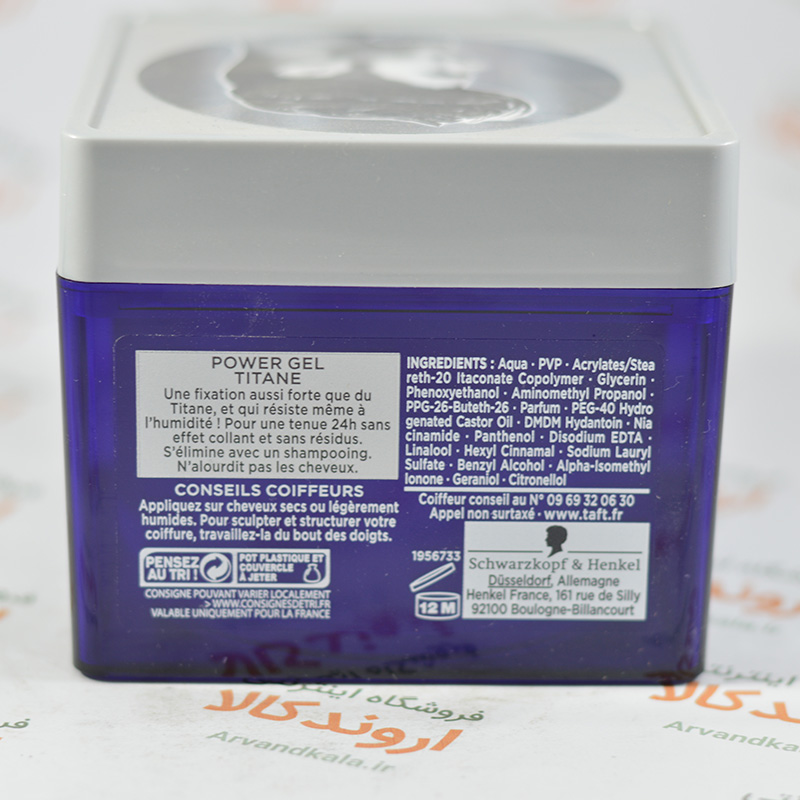 POWER GEL
TITANE
Une fixation aussi forte que du
Titane, et qui résiste même à
l'humidité ! Pour une tenue 24h sans
effet collant et sans résidus.
S'élimine avec un shampooing.
N'alourdit pas les cheveux.
CONSEILS COIFFEURS
Appliquez sur cheveux secs ou légèrement
humides. Pour sculpter et structurer votre
coiffure, travaillez-la du bout des doigts.
PENSEZ
AU TRI !
POT PLASTIQUE ET
COUVERCLE
À JETER
CONSIGNE POUVANT VARIER LOCALEMENT
...> WWW.CONSIGNESDETRI.FR
VALABLE UNIQUEMENT POUR LA FRANCE
INGREDIENTS : Aqua · PVP · Acrylates/Stea
reth-20 Itaconate Copolymer · Glycerin ·
Phenoxyethanol · Aminomethyl Propanol ·
PPG-26-Buteth-26 · Parfum · PEG-40 Hydro
genated Castor Oil · DMDM Hydantoin · Nia
cinamide · Panthenol · Disodium EDTA ·
Linalool · Hexyl Cinnamal · Sodium Lauryl
Sulfate · Benzyl Alcohol · Alpha-Isomethyl
Ionone · Geraniol · Citronellol
Coiffeur conseil au N° 09 69 32 06 30
Appel non surtaxé · www.taft.fr
1956733
12 M
Schwarzkopf & Henkel
Düsseldorf, Allemagne
Henkel France, 161 rue de Silly
92100 Boulogne-Billancourt
فروشگاه اینترنتی
اروند کالا
Arvandkala.ir